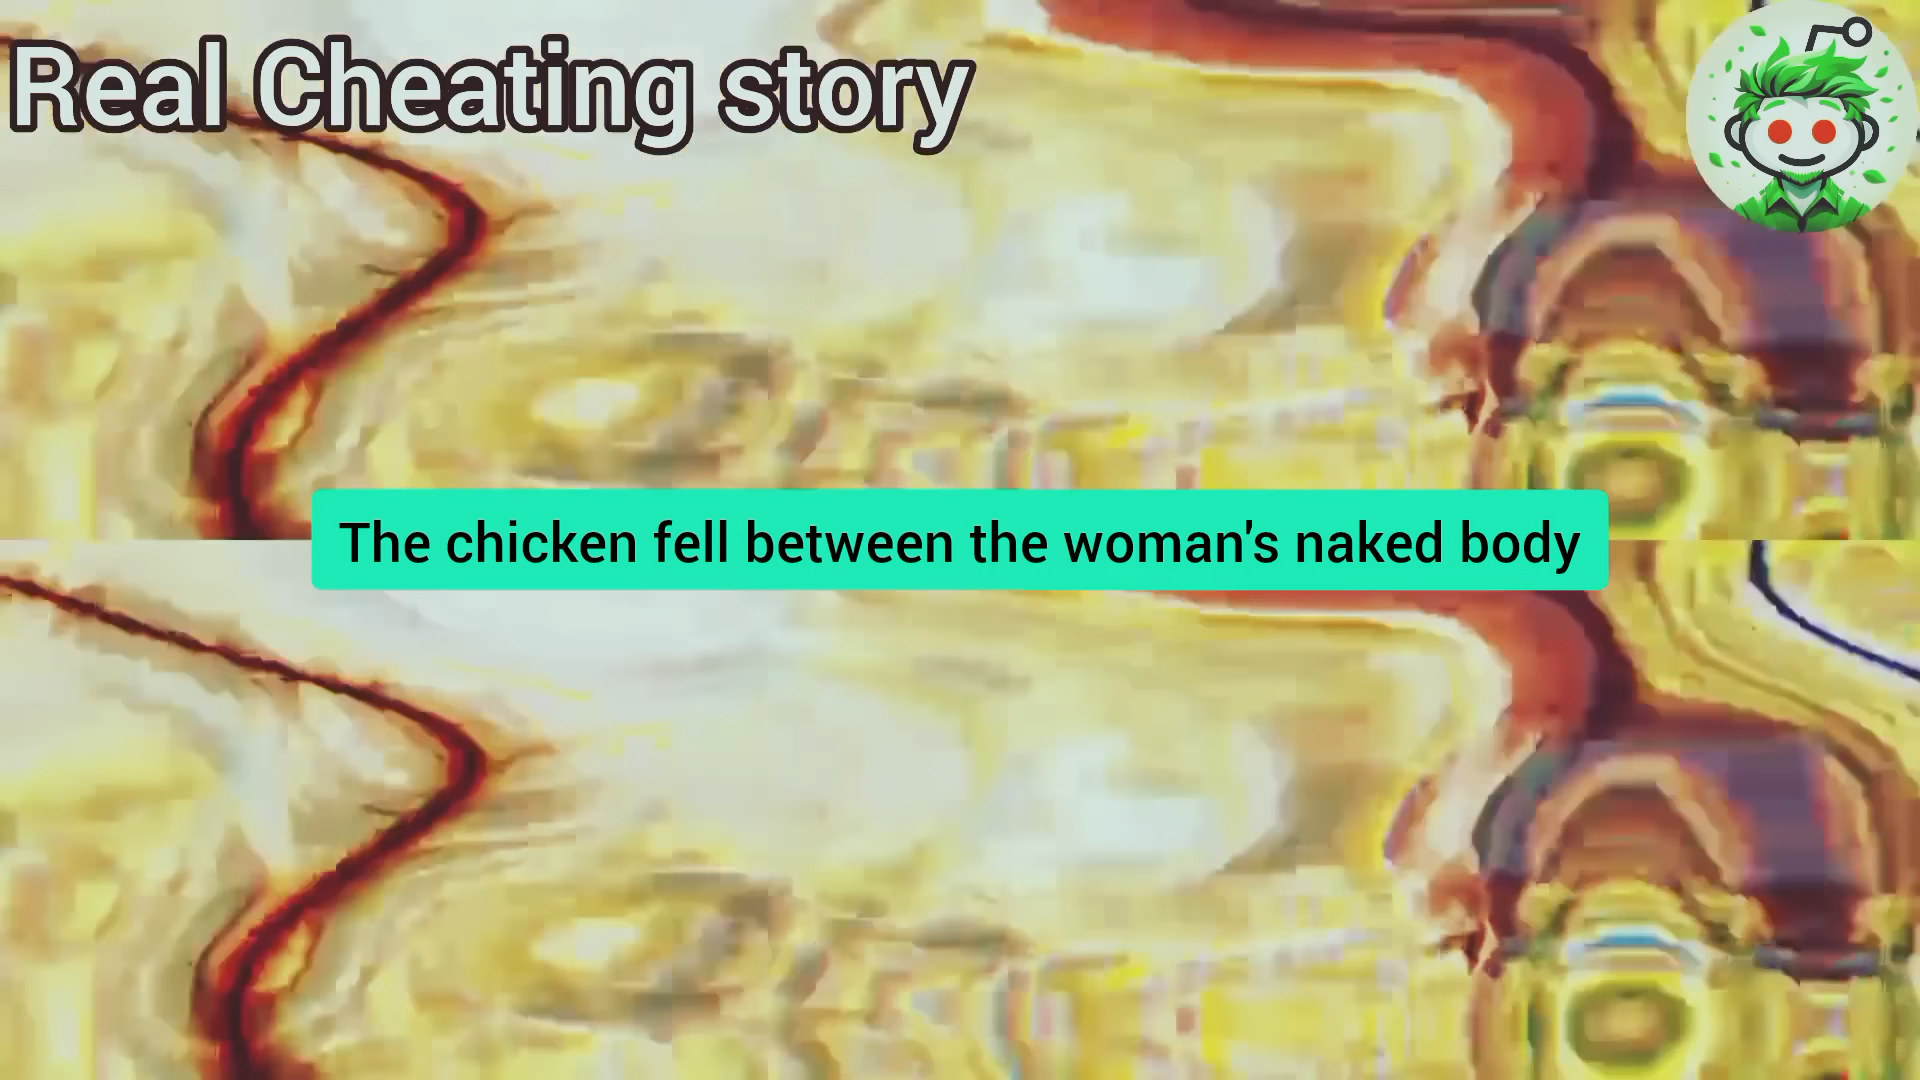 Real Cheating story
The chicken fell between the woman's naked body